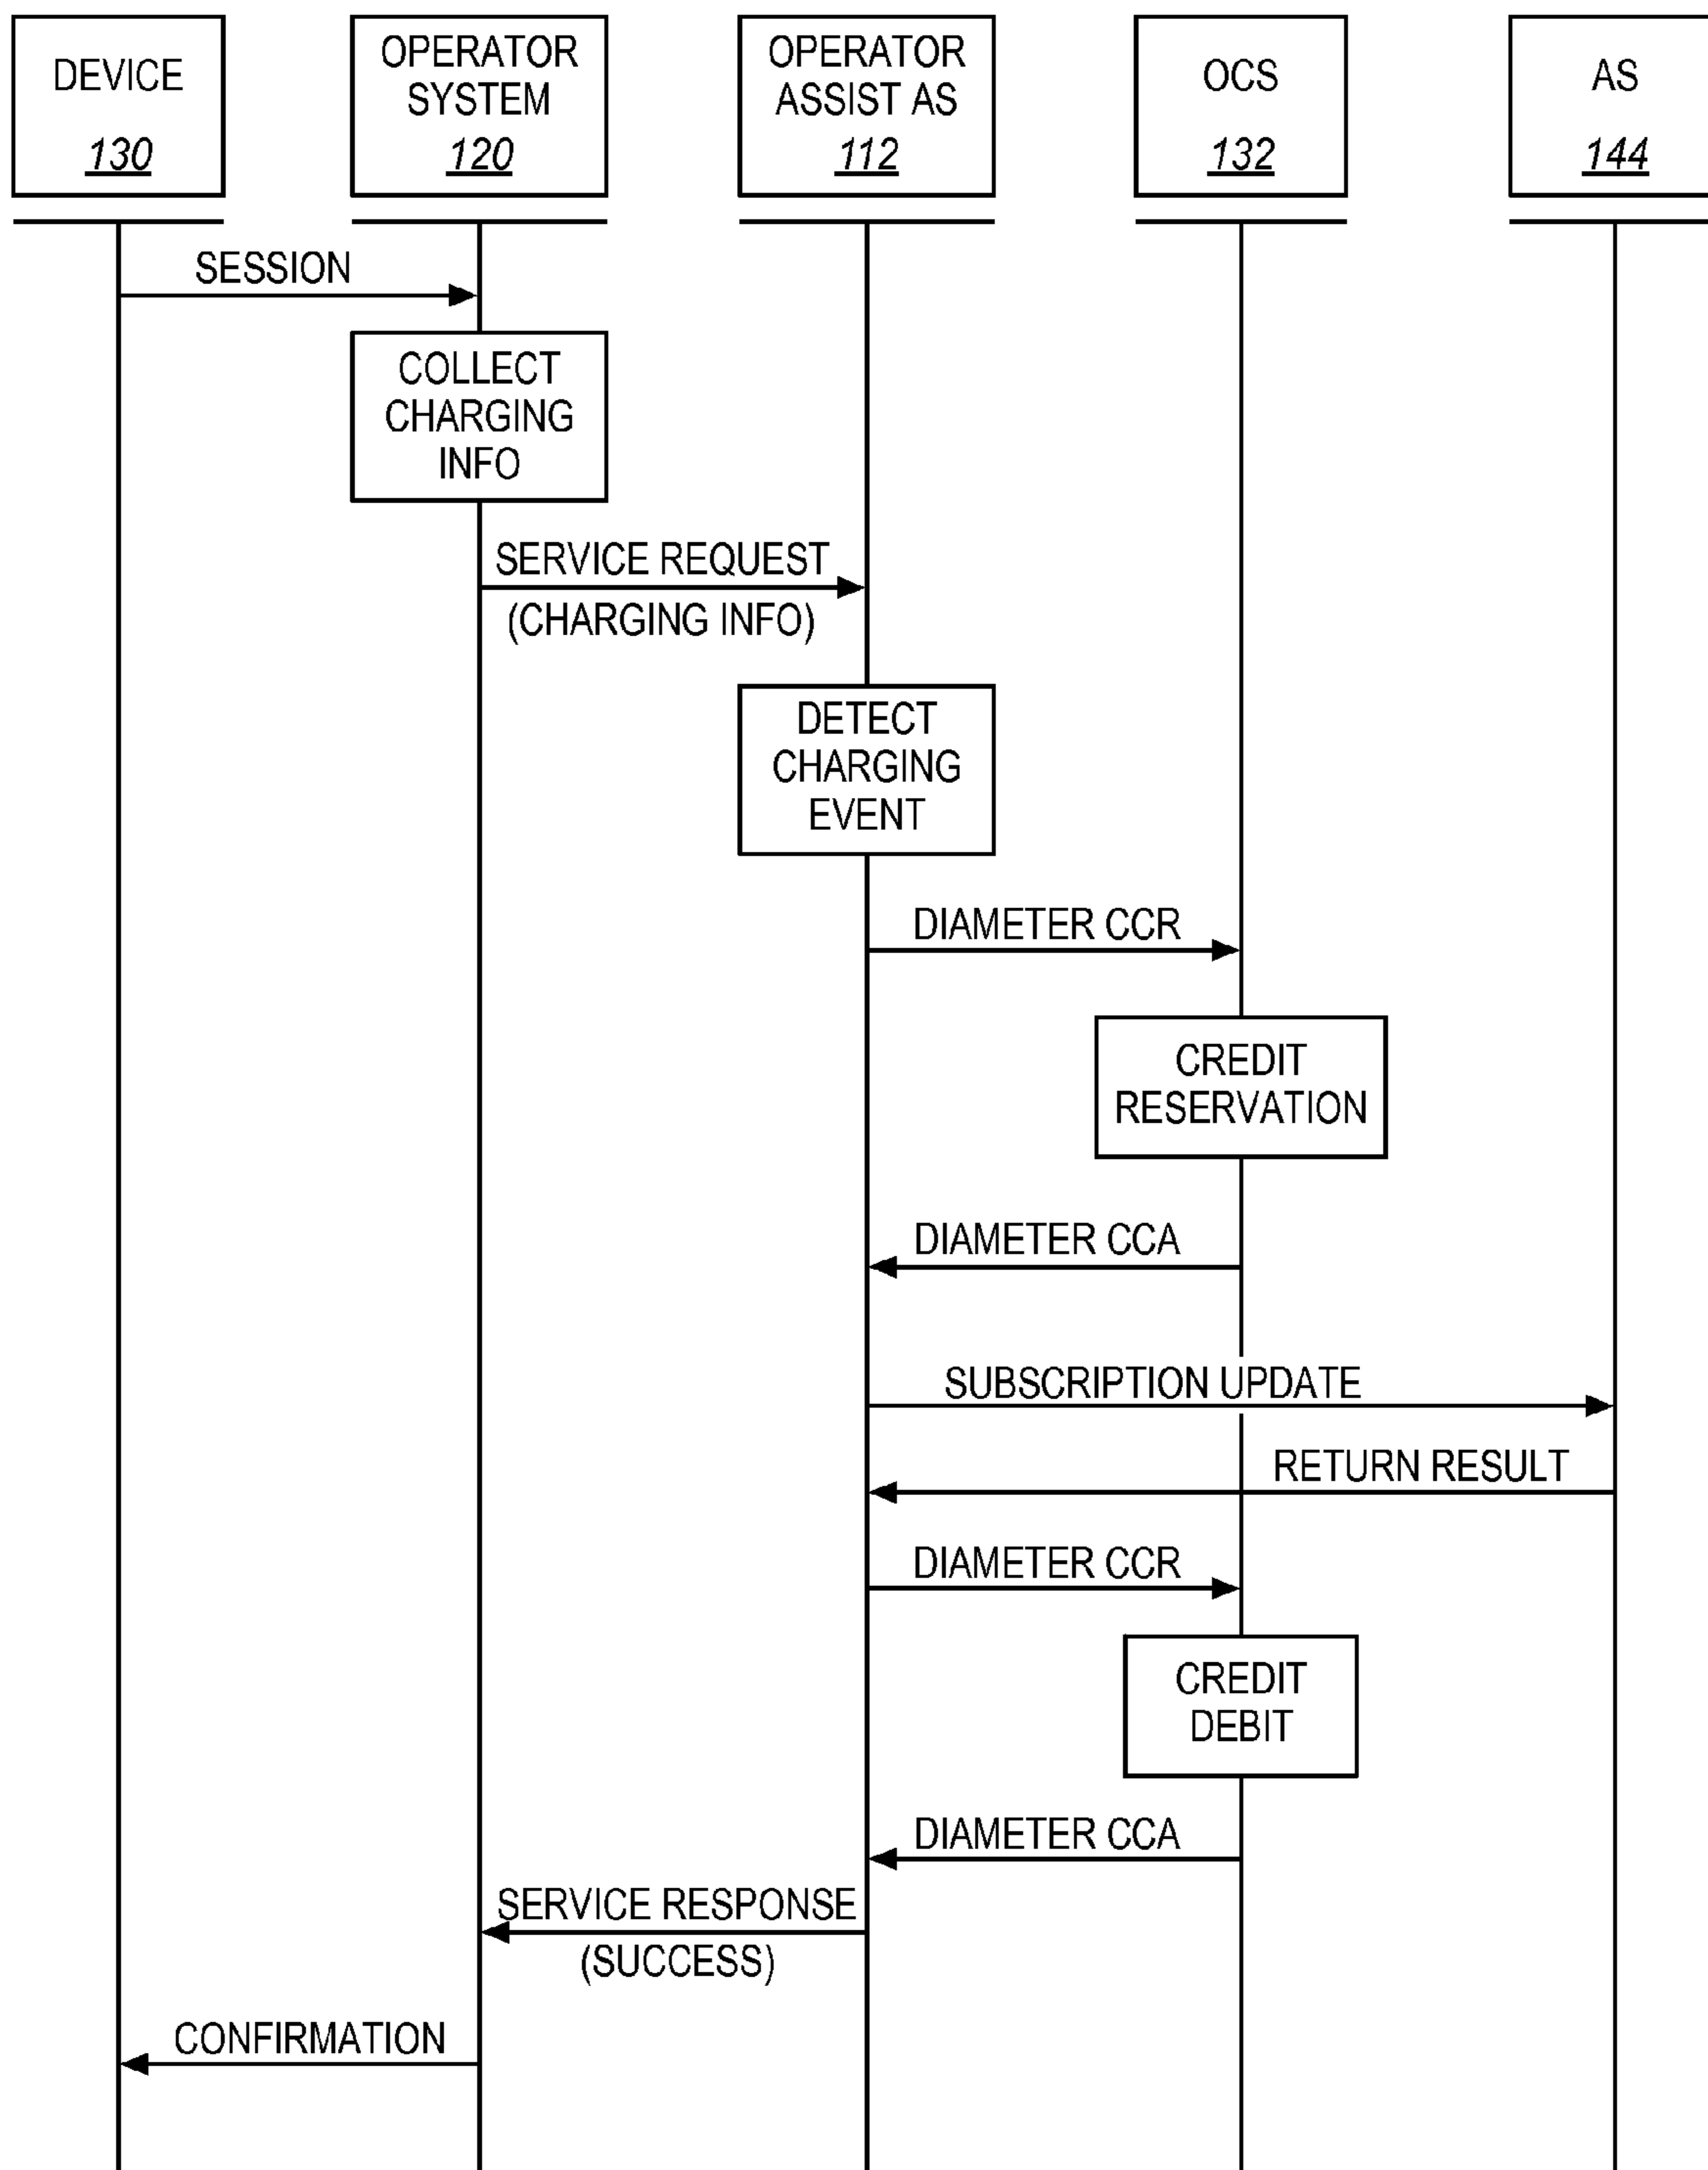 DEVICE
130
OPERATOR
SYSTEM
120
OPERATOR
ASSIST AS
112
OCS
132
AS
144
SESSION
COLLECT
CHARGING
INFO
SERVICE REQUEST
(CHARGING INFO)
DETECT
CHARGING
EVENT
DIAMETER CCR
CREDIT
RESERVATION
DIAMETER CCA
SUBSCRIPTION UPDATE
RETURN RESULT
DIAMETER CCR
CREDIT
DEBIT
DIAMETER CCA
SERVICE RESPONSE
(SUCCESS)
CONFIRMATION